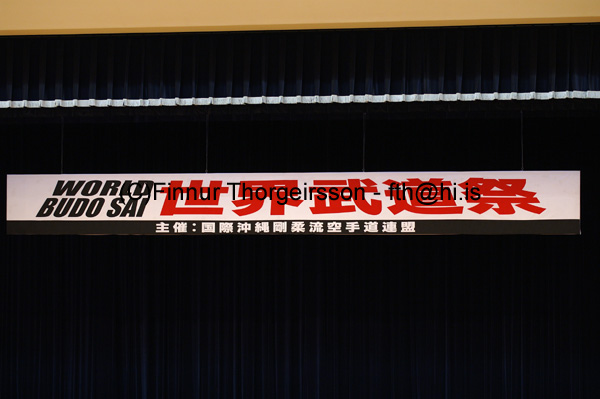 WORLD
BUDO SAI
世界武道祭
(C) Finnur Thorgeirsson - fth@hi.is
主催：国際沖縄剛柔流空手道連盟